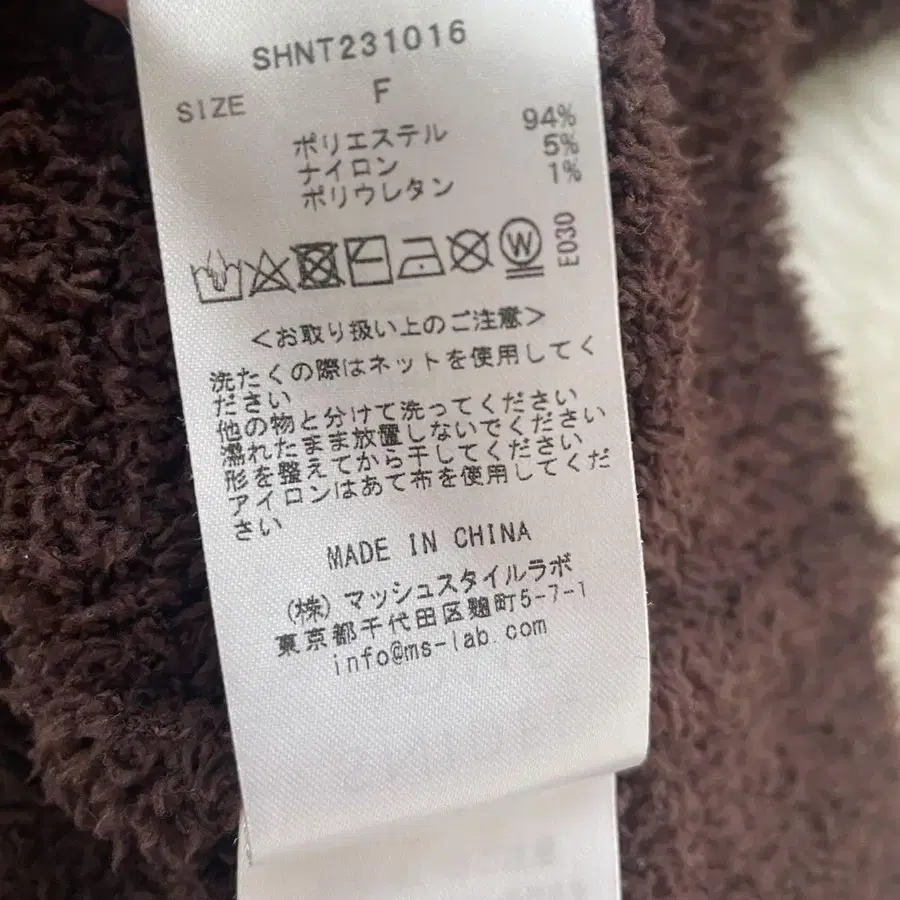 SHNT231016
SIZE F
ポリエステル 94%
ナイロン 5%
ポリウレタン 1%
W E030
<お取り扱い上のご注意>
洗たくの際はネットを使用してく
ださい
他の物と分けて洗ってください
濡れたまま放置しないでください
形を整えてから干してください
アイロンはあて布を使用してくだ
さい
MADE IN CHINA
(株)マッシュスタイルラボ
東京都千代田区麹町5-7-1
info@ms-lab.com